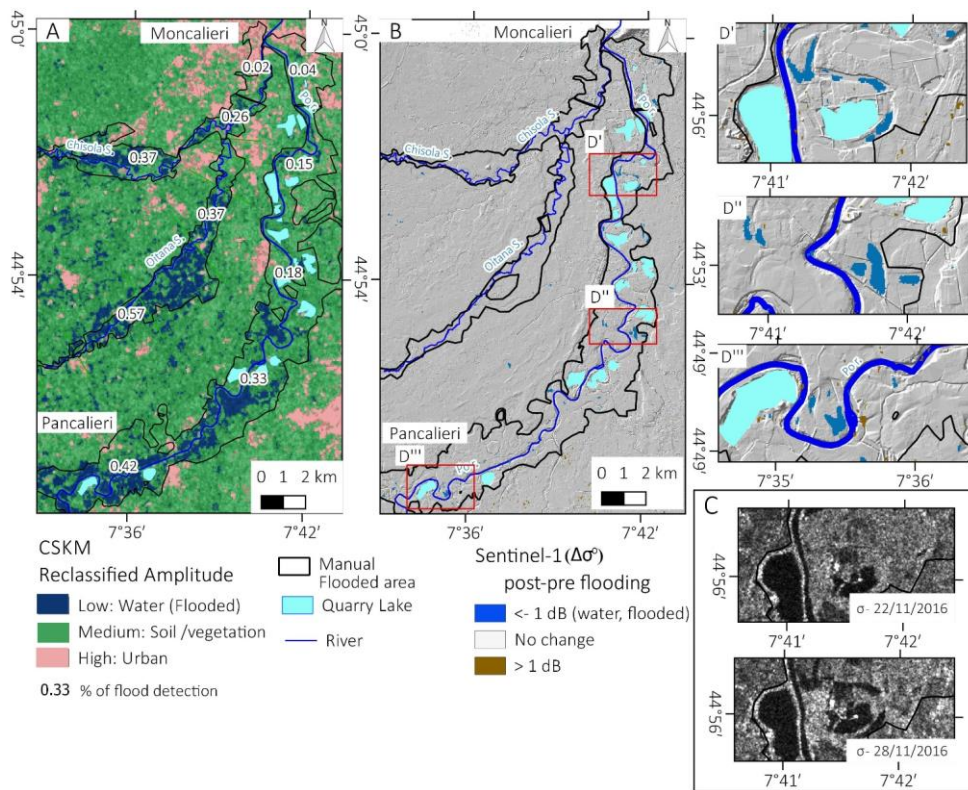 A
Moncalieri
N
45°0'
44°54'
0.02
0.04
Po r.
0.26
Chisola S.
0.37
0.15
0.37
Oitana S.
0.18
0.57
0.33
Pancalieri
0.42
0 1 2 km
7°36'
7°42'
B
Moncalieri
N
45°0'
44°54'
Po r.
Chisola S.
Chisola S.
D'
Oitana S.
D''
Pancalieri
D'''
Po r.
0 1 2 km
7°36'
7°42'
D'
44°56'
7°41'
7°42'
D''
44°53'
7°41'
7°42'
D'''
44°49'
Po r.
44°49'
7°35'
7°36'
C
44°56'
σ- 22/11/2016
7°41'
7°42'
44°56'
σ- 28/11/2016
7°41'
7°42'
CSKM
Reclassified Amplitude
Low: Water (Flooded)
Medium: Soil /vegetation
High: Urban
0.33 % of flood detection
Manual
Flooded area
Quarry Lake
River
Sentinel-1(Δσ⁰)
post-pre flooding
<- 1 dB (water, flooded)
No change
> 1 dB